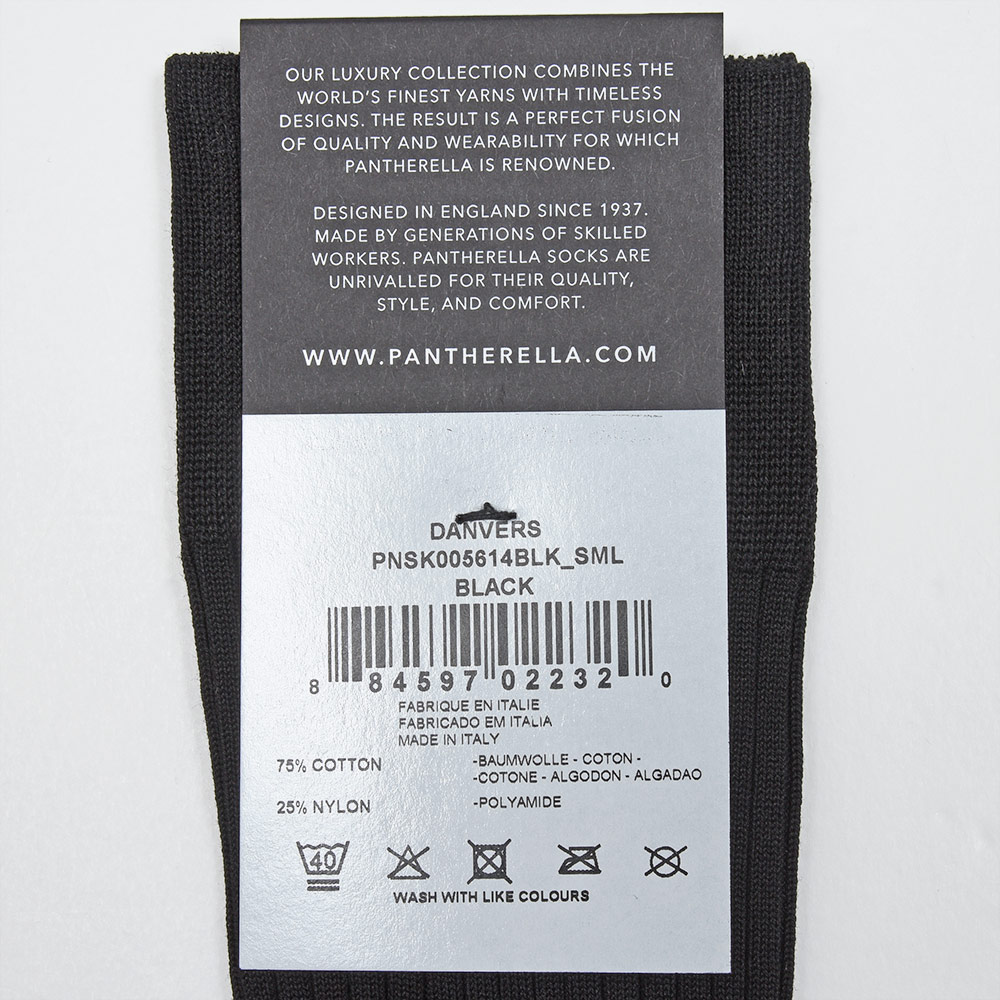 OUR LUXURY COLLECTION COMBINES THE
WORLD'S FINEST YARNS WITH TIMELESS
DESIGNS. THE RESULT IS A PERFECT FUSION
OF QUALITY AND WEARABILITY FOR WHICH
PANTHERELLA IS RENOWNED.
DESIGNED IN ENGLAND SINCE 1937.
MADE BY GENERATIONS OF SKILLED
WORKERS. PANTHERELLA SOCKS ARE
UNRIVALLED FOR THEIR QUALITY,
STYLE, AND COMFORT.
WWW.PANTHERELLA.COM
DANVERS
PNSK005614BLK_SML
BLACK
8 84597 02232 0
FABRIQUE EN ITALIE
FABRICADO EM ITALIA
MADE IN ITALY
75% COTTON -BAUMWOLLE - COTON -
-COTONE - ALGODON - ALGADAO
25% NYLON -POLYAMIDE
40
WASH WITH LIKE COLOURS